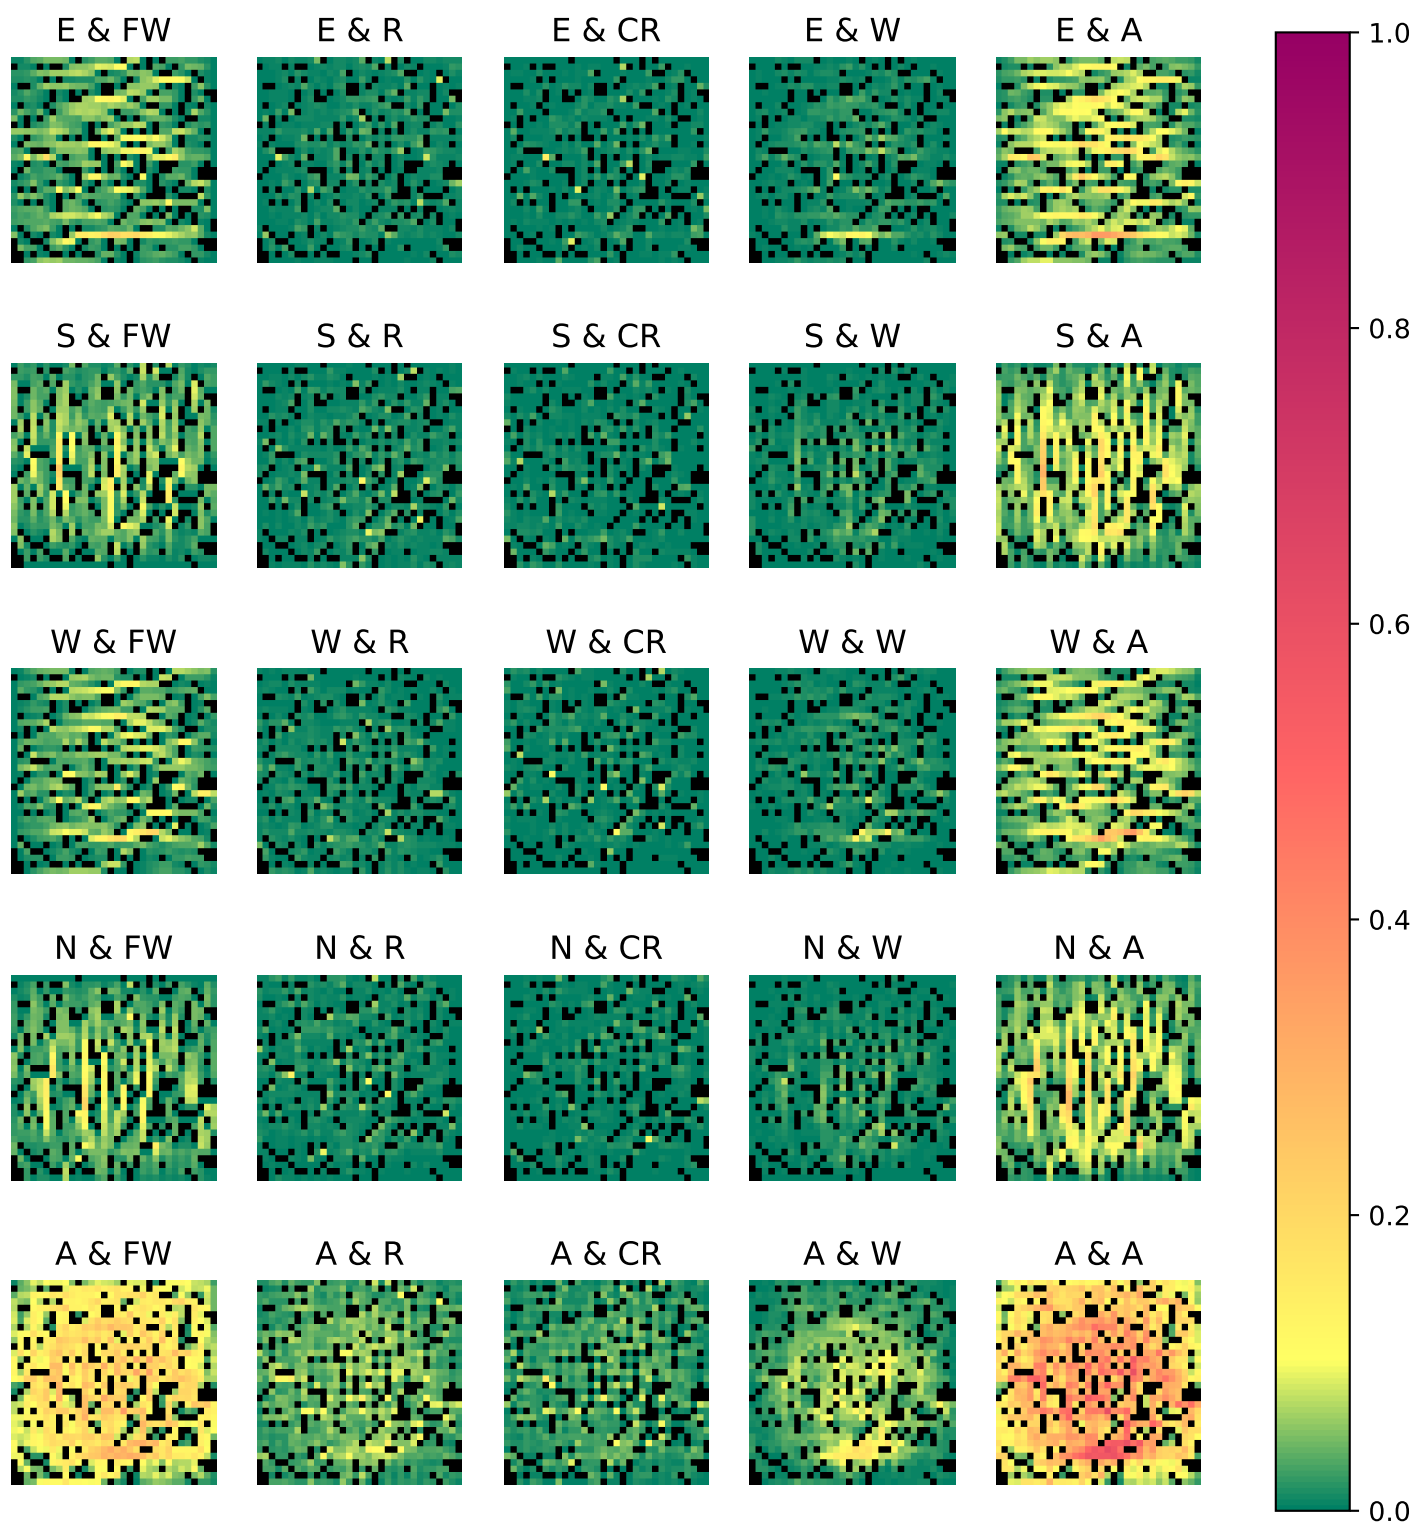 E & FW E & R E & CR E & W E & A
1.0
S & FW S & R S & CR S & W S & A
0.8
W & FW W & R W & CR W & W W & A
0.6
N & FW N & R N & CR N & W N & A
0.4
A & FW A & R A & CR A & W A & A
0.2
0.0